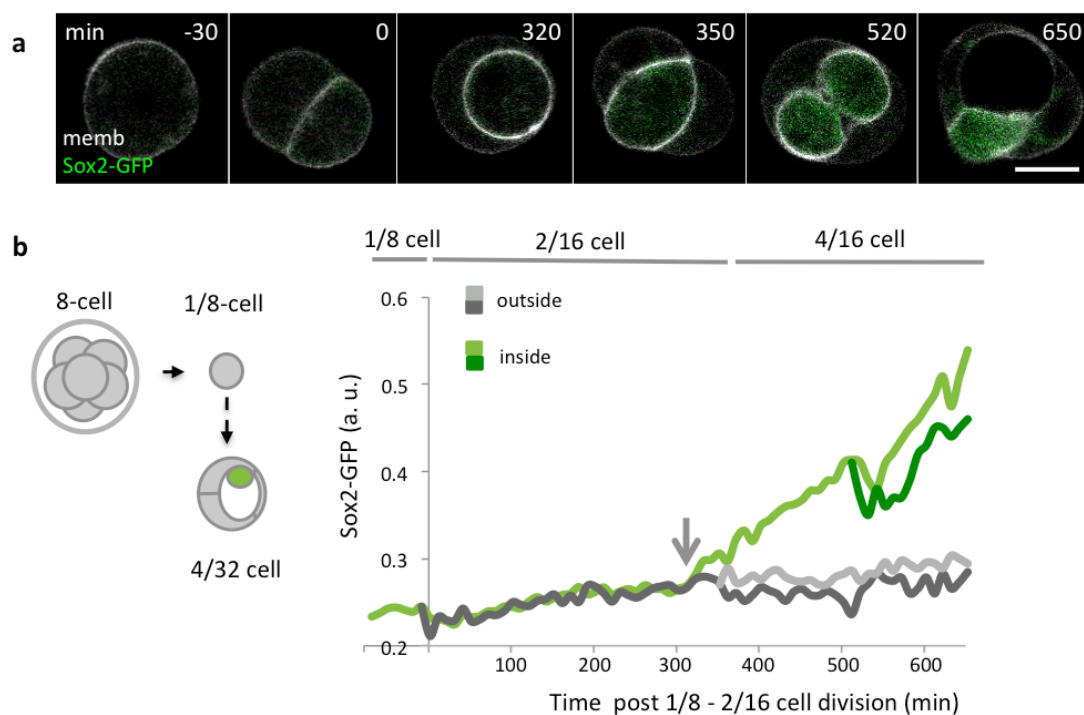 a
min -30 0 320 350 520 650
memb
Sox2-GFP
b
1/8 cell 2/16 cell 4/16 cell
8-cell 1/8-cell
4/32 cell
outside
inside
Sox2-GFP (a. u.)
0.6
0.5
0.4
0.3
0.2
100 200 300 400 500 600
Time post 1/8 - 2/16 cell division (min)